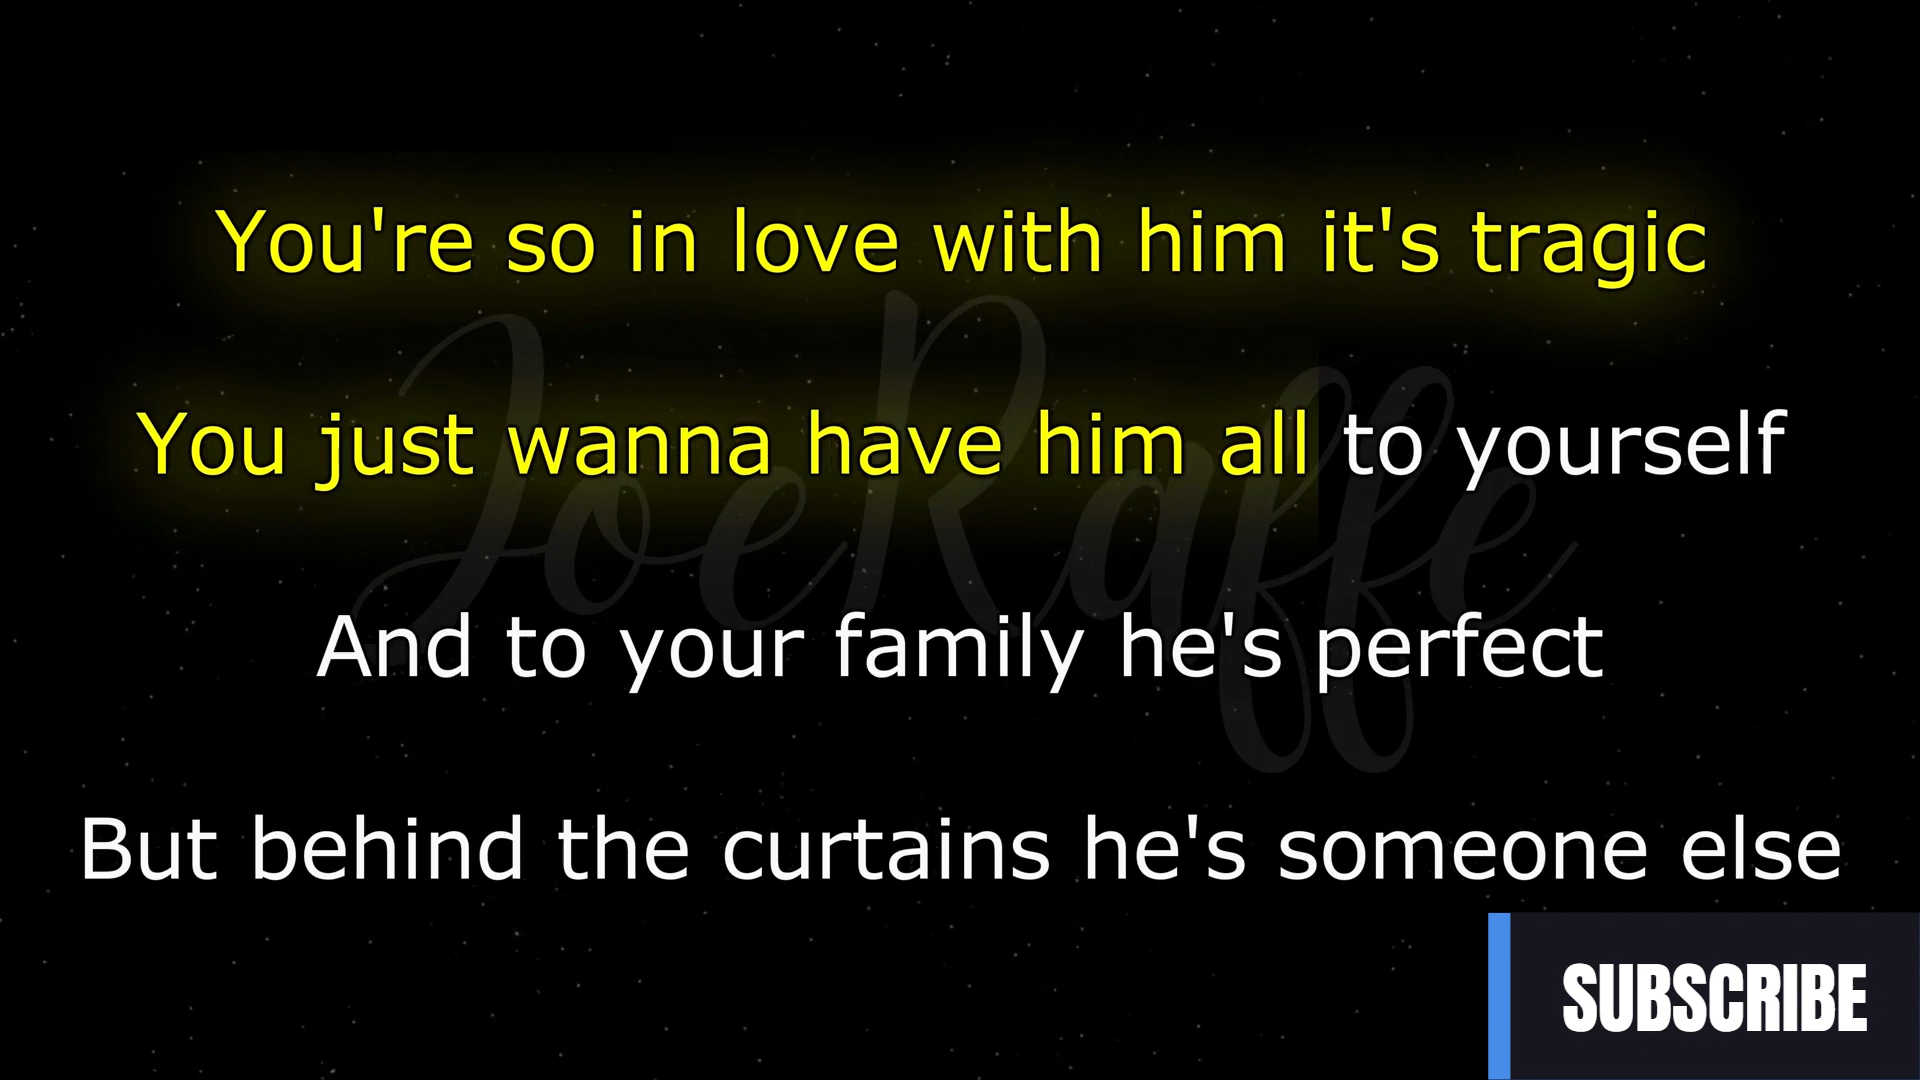 You're so in love with him it's tragic
You just wanna have him all to yourself
JoeRaffe
And to your family he's perfect
But behind the curtains he's someone else
SUBSCRIBE